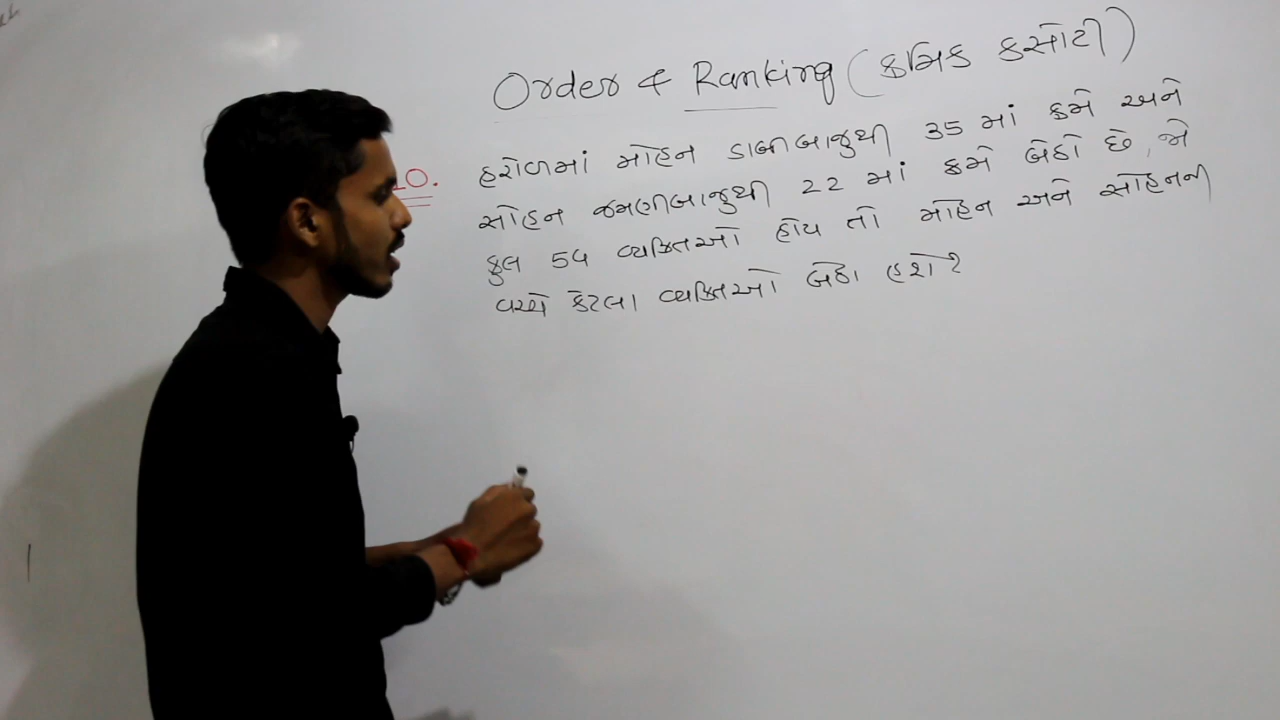 Order & Ranking (ક્રમિક કસોટી)
10. હરોળમાં મોહન ડાબીબાજુથી 35 માં ક્રમે અને
સોહન જમણીબાજુથી 22 માં ક્રમે બેઠો છે, જો
કુલ 54 વ્યક્તિઓ હોય તો મોહન અને સોહનની
વચ્ચે કેટલા વ્યક્તિઓ બેઠા હશે?